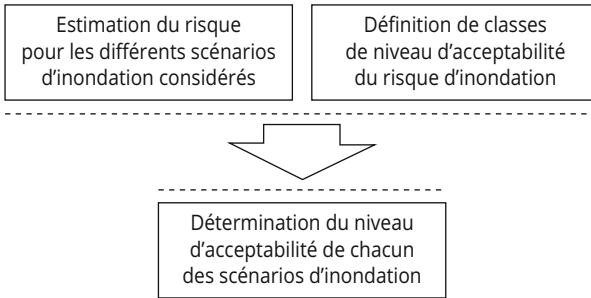 Estimation du risque
pour les différents scénarios
d’inondation considérés
Définition de classes
de niveau d’acceptabilité
du risque d’inondation
Détermination du niveau
d’acceptabilité de chacun
des scénarios d’inondation